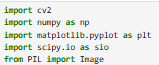 import cv2
import numpy as np
import matplotlib.pyplot as plt
import scipy.io as sio
from PIL import Image